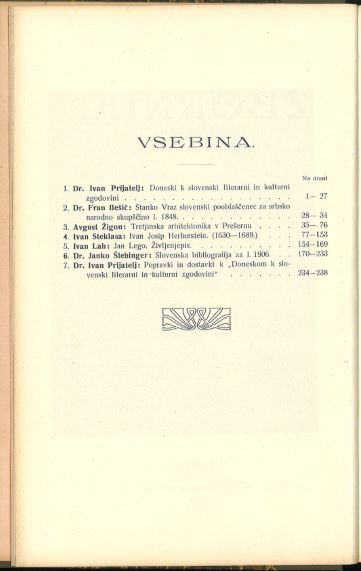 VSEBINA.
Na strani
1. Dr. Ivan Prijatelj: Doneski k slovenski literarni in kulturni
zgodovini . . . . . . . . . . . . . . . 1— 27
2. Dr. Fran Ilešič: Stanko Vraz slovenski pooblaščenec za srbsko
narodno skupščino l. 1848. . . . . . . . . . 28— 34
3. Avgust Žigon: Tretjinska arhitektonika v Prešernu . . . . 35— 76
4. Ivan Steklasa: Ivan Josip Herberstein. (1630—1689.) . . . . 77—153
5. Ivan Lah: Jan Lego. Življenjepis. . . . . . . . . . 154—169
6. Dr. Janko Šlebinger: Slovenska bibliografija za l. 1906. . . . 170—233
7. Dr. Ivan Prijatelj: Popravki in dostavki k „Doneskom k slo-
venski literarni in kulturni zgodovini“ . . . . . . . 234—238